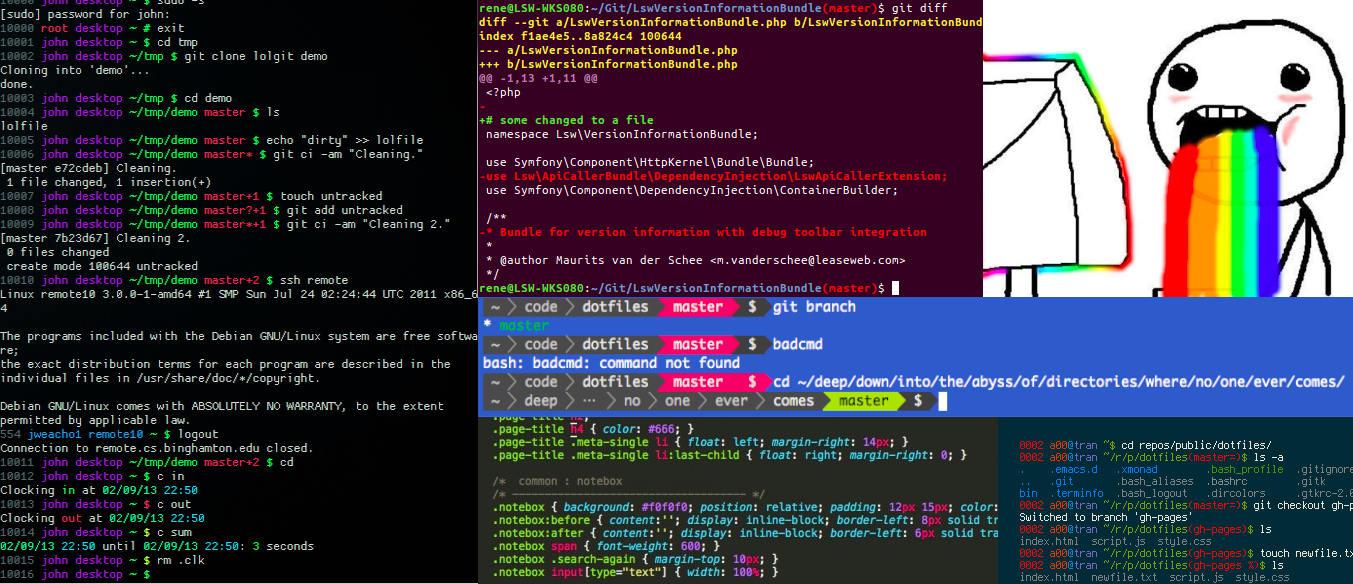 10000 john desktop ~ $ sudo -s
[sudo] password for john:
10000 root desktop ~ # exit
10001 john desktop ~ $ cd tmp
10002 john desktop ~/tmp $ git clone lolgit demo
Cloning into 'demo'...
done.
10003 john desktop ~/tmp $ cd demo
10004 john desktop ~/tmp/demo master $ ls
lolfile
10005 john desktop ~/tmp/demo master $ echo "dirty" >> lolfile
10006 john desktop ~/tmp/demo master* $ git ci -am "Cleaning."
[master e72cdeb] Cleaning.
 1 file changed, 1 insertion(+)
10007 john desktop ~/tmp/demo master+1 $ touch untracked
10008 john desktop ~/tmp/demo master?+1 $ git add untracked
10009 john desktop ~/tmp/demo master*+1 $ git ci -am "Cleaning 2."
[master 7b23d67] Cleaning 2.
 0 files changed
 create mode 100644 untracked
10010 john desktop ~/tmp/demo master+2 $ ssh remote
Linux remote10 3.0.0-1-amd64 #1 SMP Sun Jul 24 02:24:44 UTC 2011 x86_6
4
The programs included with the Debian GNU/Linux system are free softwa
re;
the exact distribution terms for each program are described in the
individual files in /usr/share/doc/*/copyright.
Debian GNU/Linux comes with ABSOLUTELY NO WARRANTY, to the extent
permitted by applicable law.
554 jweacho1 remote10 ~ $ logout
Connection to remote.cs.binghamton.edu closed.
10011 john desktop ~/tmp/demo master+2 $ cd
10012 john desktop ~ $ c in
Clocking in at 02/09/13 22:50
10013 john desktop ~ $ c out
Clocking out at 02/09/13 22:50
10014 john desktop ~ $ c sum
02/09/13 22:50 until 02/09/13 22:50: 3 seconds
10015 john desktop ~ $ rm .clk
10016 john desktop ~ $
rene@LSW-WKS080:~/Git/LswVersionInformationBundle(master)$ git diff
diff --git a/LswVersionInformationBundle.php b/LswVersionInformationBund
index f1ae4e5..8a824c4 100644
--- a/LswVersionInformationBundle.php
+++ b/LswVersionInformationBundle.php
@@ -1,13 +1,11 @@
 <?php
-
+# some changed to a file
 namespace Lsw\VersionInformationBundle;
 use Symfony\Component\HttpKernel\Bundle\Bundle;
-use Lsw\ApiCallerBundle\DependencyInjection\LswApiCallerExtension;
 use Symfony\Component\DependencyInjection\ContainerBuilder;
 /**
-* Bundle for version information with debug toolbar integration
 *
 * @author Maurits van der Schee <m.vanderschee@leaseweb.com>
 */
rene@LSW-WKS080:~/Git/LswVersionInformationBundle(master)$
~ code dotfiles master $ git branch
* master
~ code dotfiles master $ badcmd
bash: badcmd: command not found
~ code dotfiles master $ cd ~/deep/down/into/the/abyss/of/directories/where/no/one/ever/comes/
~ deep ··· no one ever comes master $
.page-title h2,
.page-title h4 { color: #666; }
.page-title .meta-single li { float: left; margin-right: 14px; }
.page-title .meta-single li:last-child { float: right; margin-right: 0; }
/* common : notebox
/* ----------------------------------- */
.notebox { background: #f0f0f0; position: relative; padding: 12px 15px; color:
.notebox:before { content:''; display: inline-block; border-left: 8px solid tr
.notebox:after { content:''; display: inline-block; border-left: 6px solid tra
.notebox span { font-weight: 600; }
.notebox .search-again { margin-top: 10px; }
.notebox input[type="text"] { width: 100%; }
0002 a00@tran ~$ cd repos/public/dotfiles/
0002 a00@tran ~/r/p/dotfiles(master=)$ ls -a
. .emacs.d .xmonad .bash_profile .gitignore
.. .git .bash_aliases .bashrc .gitk
bin .terminfo .bash_logout .dircolors .gtkrc-2.0
0002 a00@tran ~/r/p/dotfiles(master=)$ git checkout gh-p
Switched to branch 'gh-pages'
0002 a00@tran ~/r/p/dotfiles(gh-pages)$ ls
index.html script.js style.css
0002 a00@tran ~/r/p/dotfiles(gh-pages)$ touch newfile.tx
0002 a00@tran ~/r/p/dotfiles(gh-pages %)$ ls
index.html newfile.txt script.js style.css